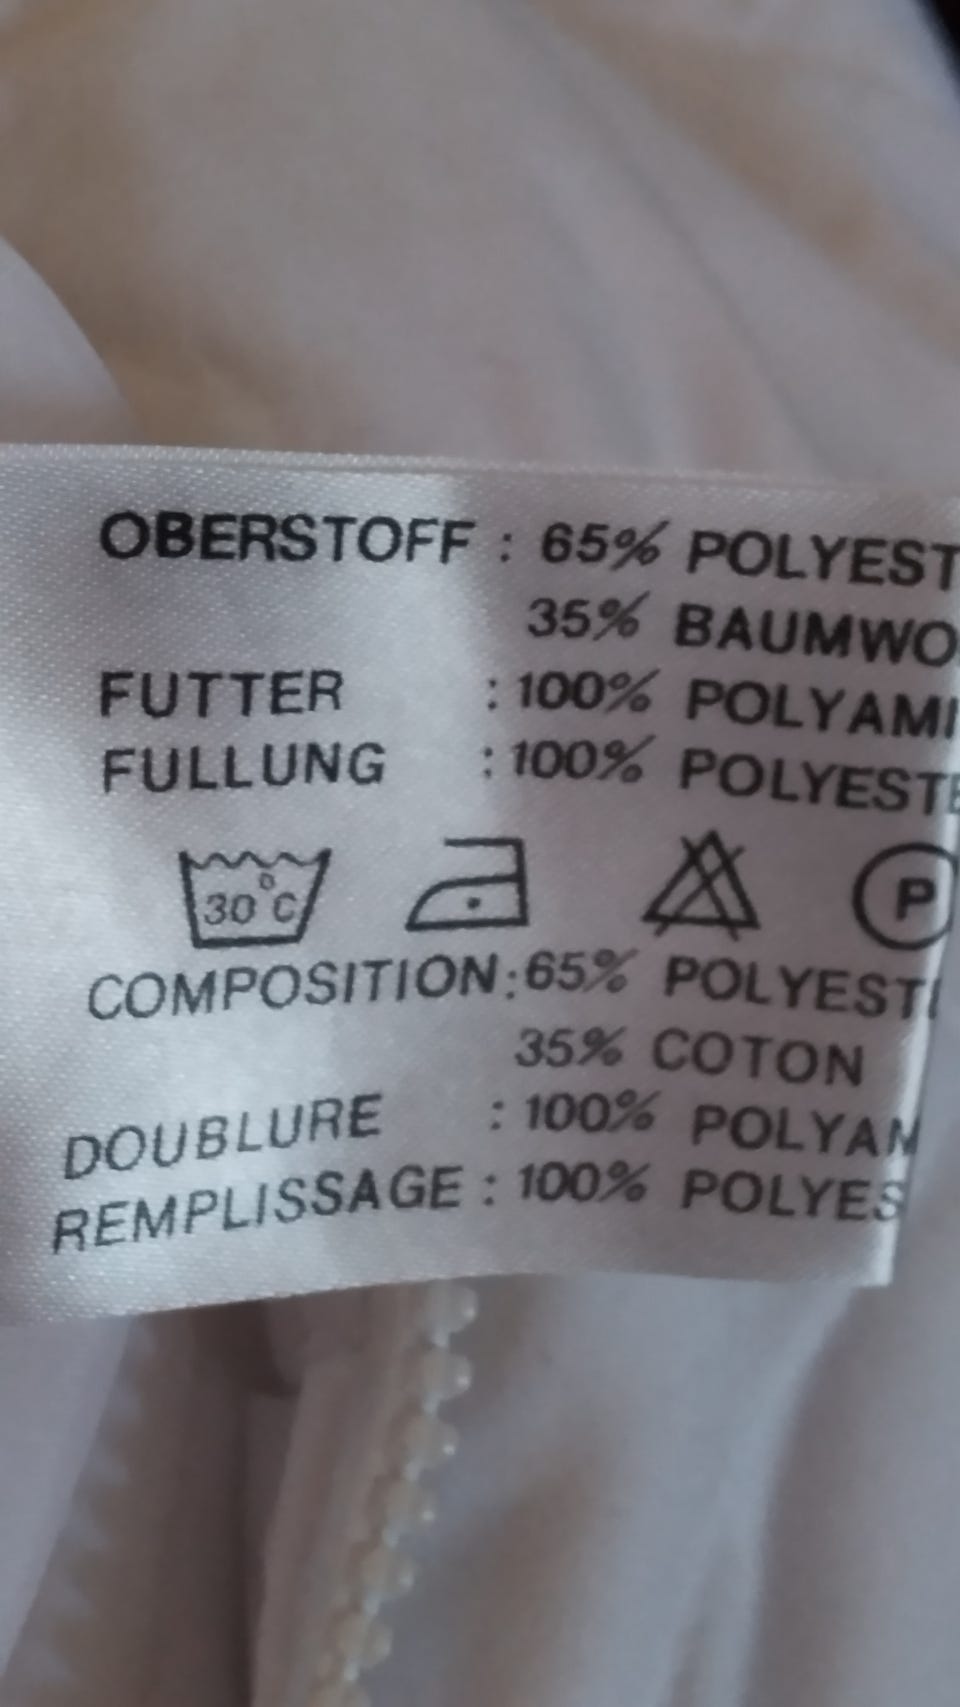 OBERSTOFF : 65% POLYEST
35% BAUMWO
FUTTER : 100% POLYAMI
FULLUNG : 100% POLYESTE
30°C P
COMPOSITION: 65% POLYEST
35% COTON
DOUBLURE : 100% POLYAM
REMPLISSAGE : 100% POLYES